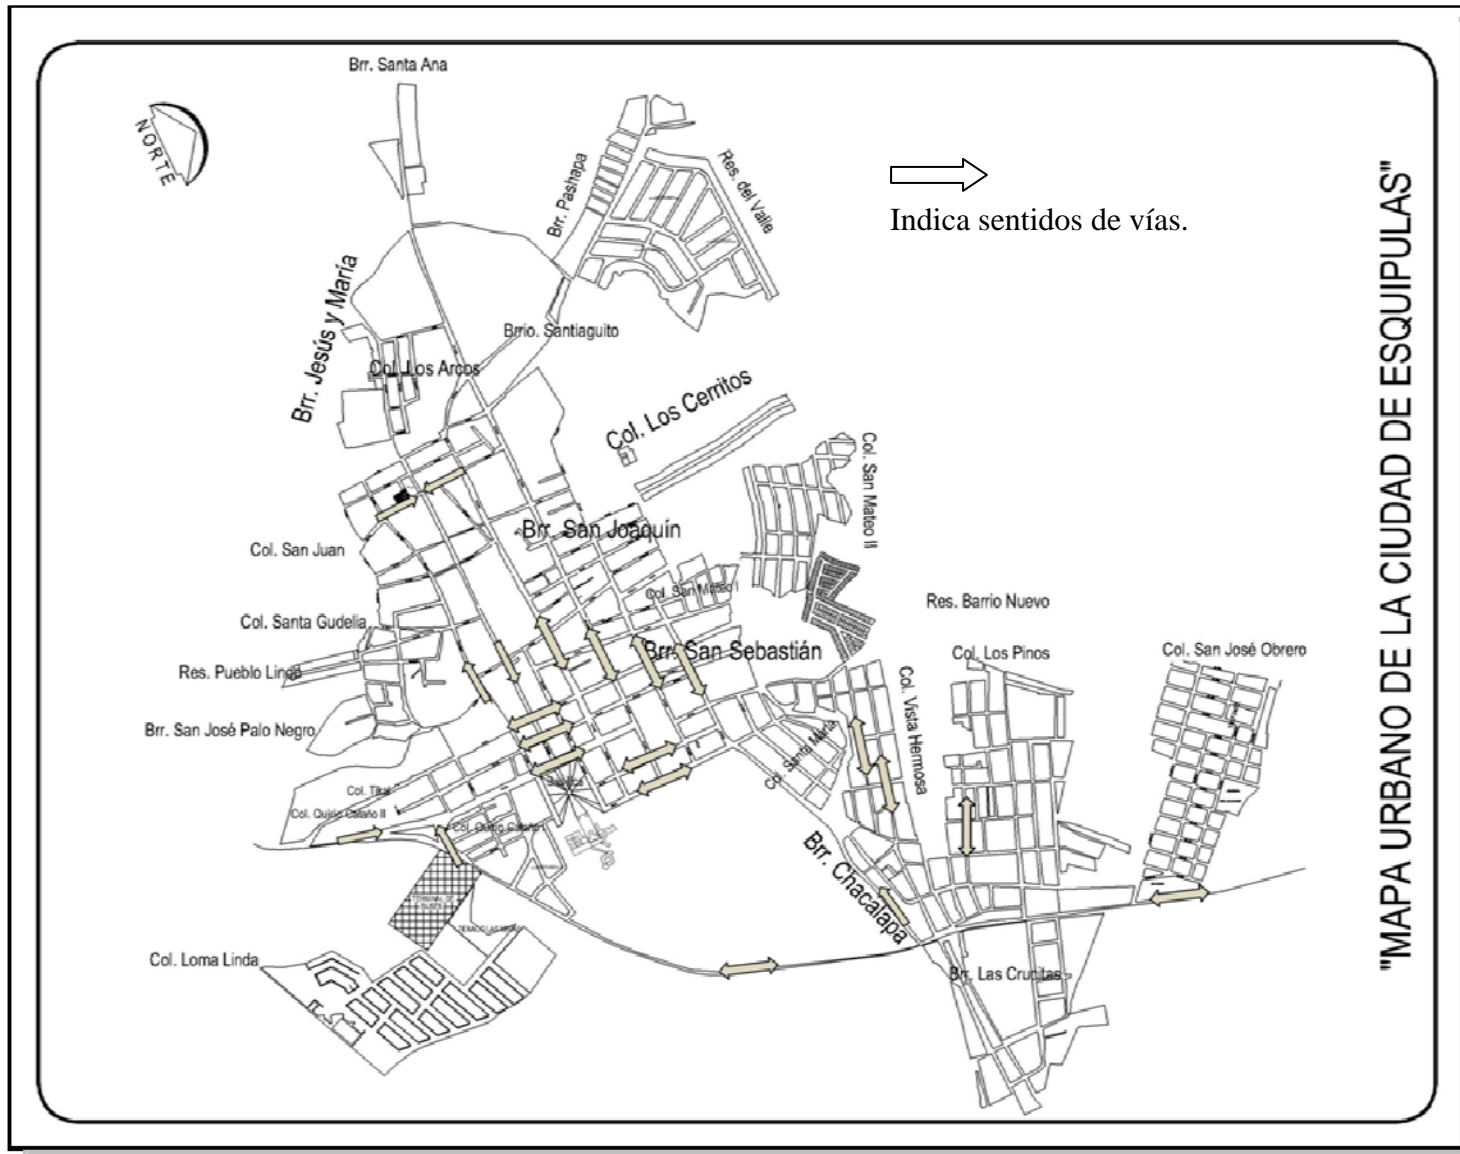 Brr. Santa Ana
NORTE
Brr. Pashapa
Res. del Valle
Indica sentidos de vías.
"MAPA URBANO DE LA CIUDAD DE ESQUIPULAS"
Brr. Jesús y María
Brrio. Santiaguito
Col. Los Arcos
Col. Los Cerritos
Col. San Mateo II
Brr. San Joaquín
Col. San Juan
Col. San Mateo I
Res. Barrio Nuevo
Col. Santa Gudelia
Brr. San Sebastián
Col. Los Pinos
Col. San José Obrero
Res. Pueblo Lindo
Col. Vista Hermosa
Brr. San José Palo Negro
Col. Santa María
Col. Tikal
Col. Quirio Cataño II
Col. Quirio Cataño I
Brr. Chacalapa
TERMINAL DE
BUSES
Col. Loma Linda
Brr. Las Crucitas